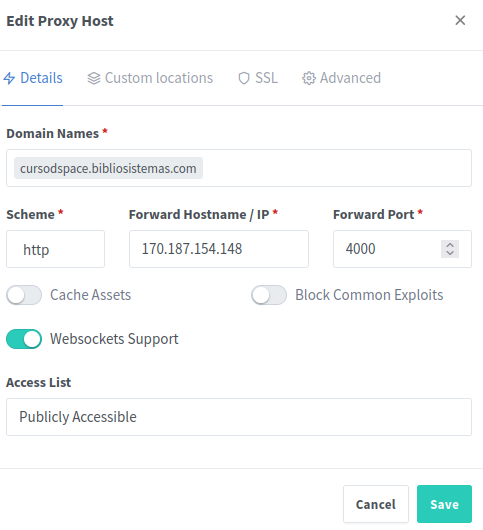 Edit Proxy Host ×
Details Custom locations SSL Advanced
Domain Names *
cursodspace.bibliosistemas.com
Scheme * Forward Hostname / IP * Forward Port *
http 170.187.154.148 4000
Cache Assets Block Common Exploits
Websockets Support
Access List
Publicly Accessible
Cancel Save